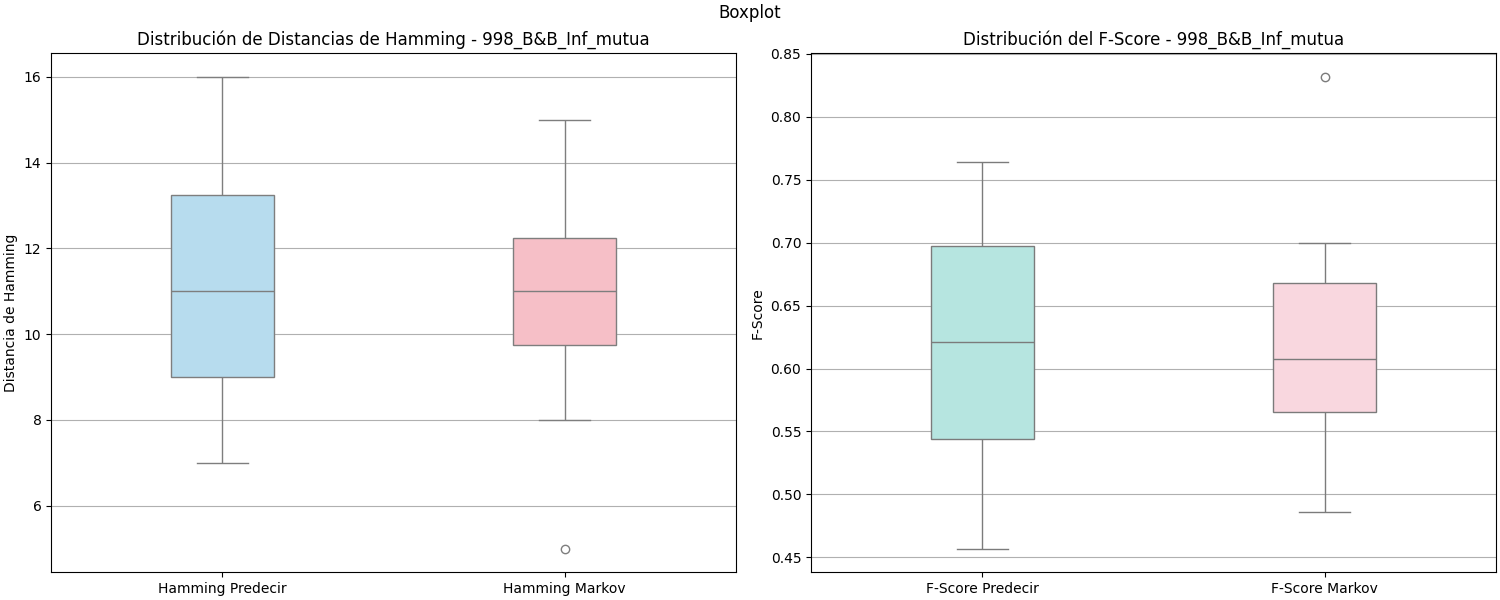 Boxplot
Distribución de Distancias de Hamming - 998_B&B_Inf_mutua
Distancia de Hamming
16
14
12
10
8
6
Hamming Predecir
Hamming Markov
Distribución del F-Score - 998_B&B_Inf_mutua
F-Score
0.85
0.80
0.75
0.70
0.65
0.60
0.55
0.50
0.45
F-Score Predecir
F-Score Markov